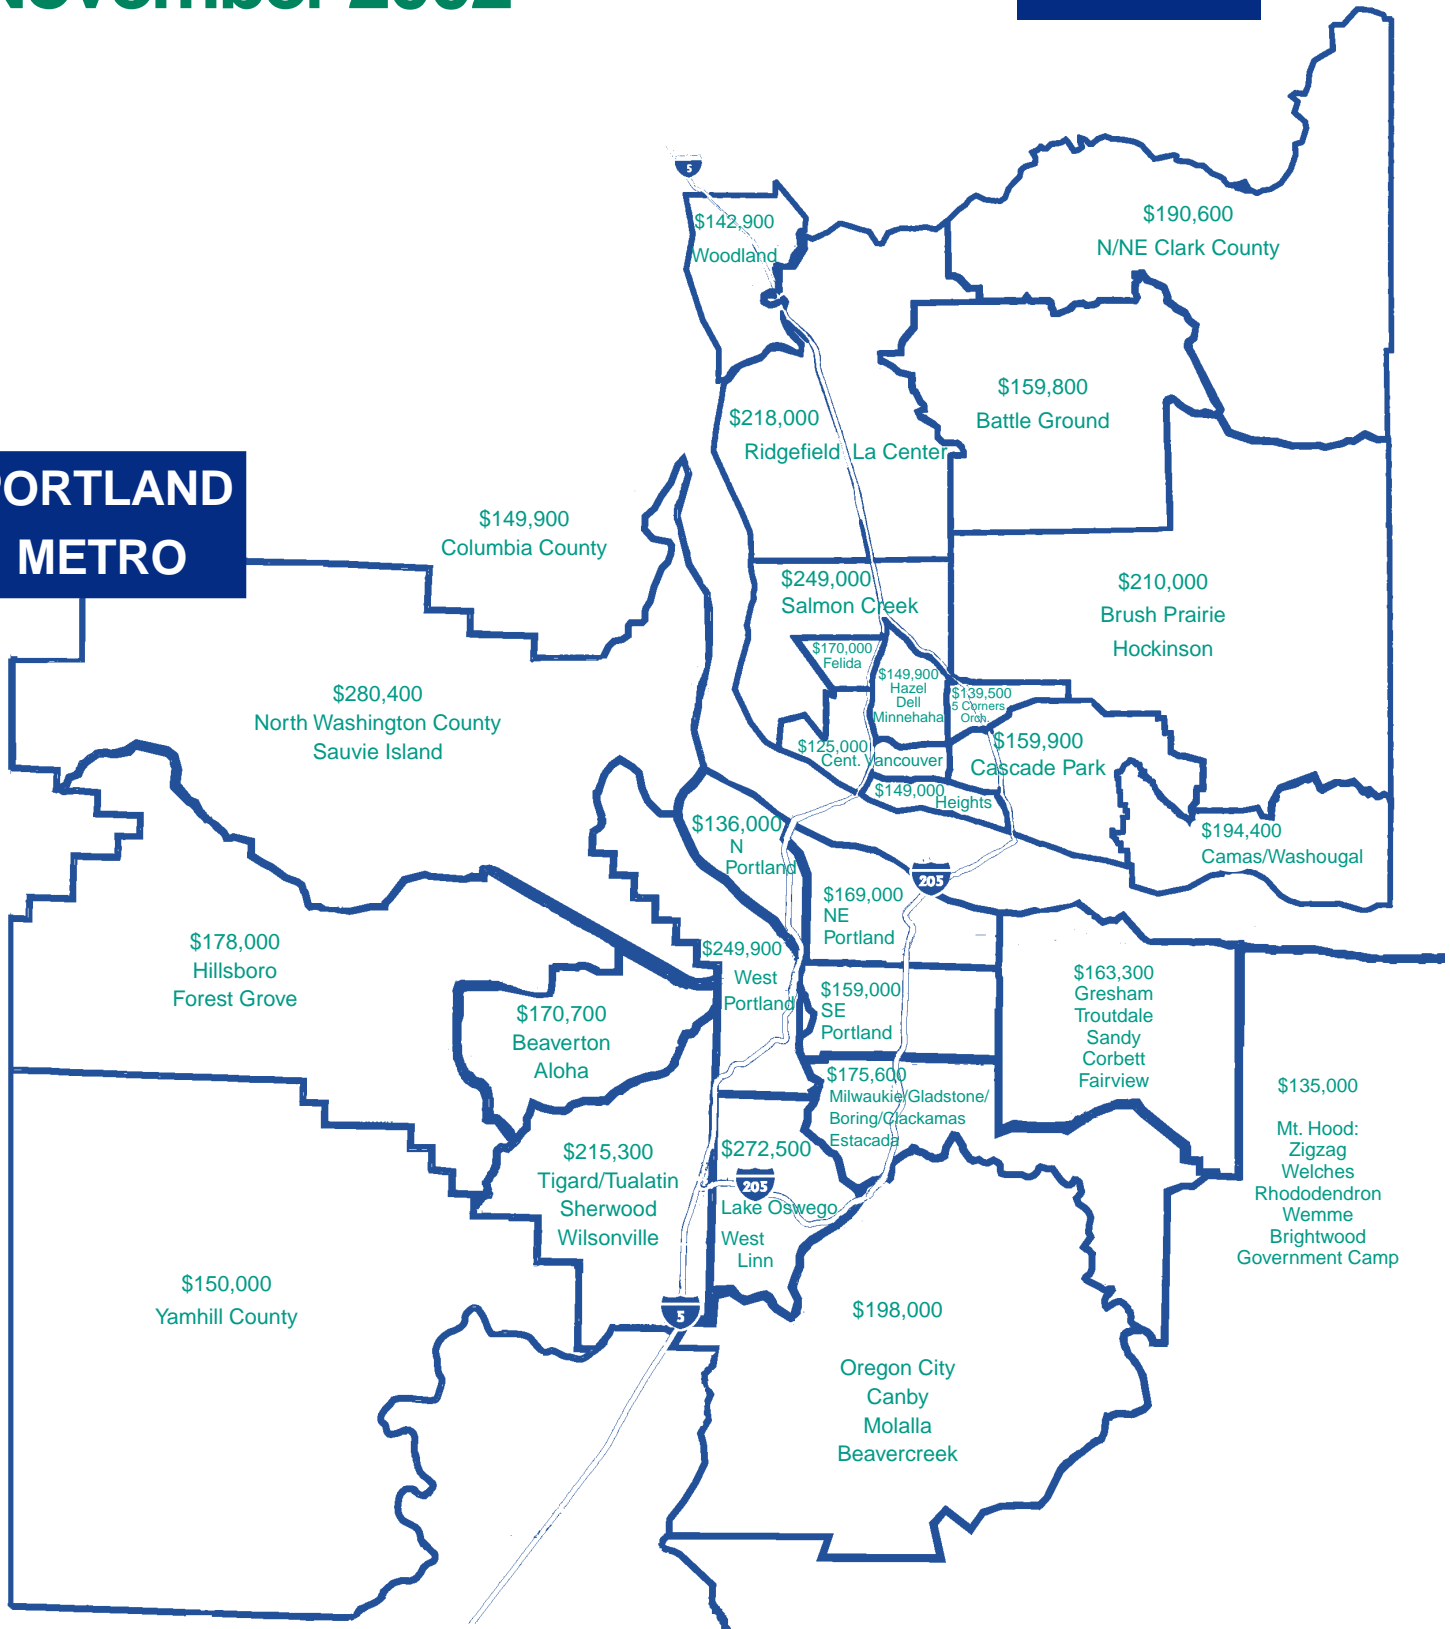 PORTLAND
METRO
5
$142,900
Woodland
$190,600
N/NE Clark County
$159,800
Battle Ground
$218,000
Ridgefield La Center
$149,900
Columbia County
$249,000
Salmon Creek
$210,000
Brush Prairie
Hockinson
$170,000
Felida
$149,900
Hazel
Dell
Minnehaha
$139,500
5 Corners
Orch.
$280,400
North Washington County
Sauvie Island
$125,000
Cent. Vancouver
$159,900
Cascade Park
$149,000
Heights
$194,400
Camas/Washougal
$136,000
N
Portland
205
$169,000
NE
Portland
$178,000
Hillsboro
Forest Grove
$249,900
West
Portland
$159,000
SE
Portland
$163,300
Gresham
Troutdale
Sandy
Corbett
Fairview
$170,700
Beaverton
Aloha
$175,600
Milwaukie/Gladstone/
Boring/Clackamas
Estacada
$135,000
Mt. Hood:
Zigzag
Welches
Rhododendron
Wemme
Brightwood
Government Camp
$215,300
Tigard/Tualatin
Sherwood
Wilsonville
$272,500
205
Lake Oswego
West
Linn
$150,000
Yamhill County
5
$198,000
Oregon City
Canby
Molalla
Beavercreek